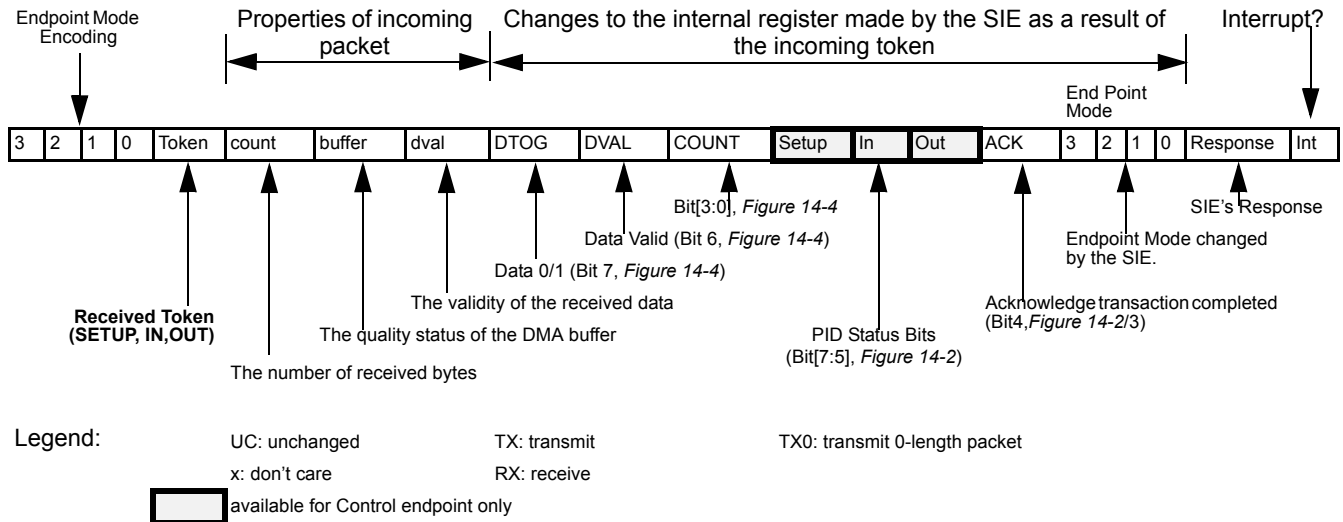 Endpoint Mode
Encoding
Properties of incoming
packet
Changes to the internal register made by the SIE as a result of
the incoming token
Interrupt?
End Point
Mode
3 2 1 0 Token count buffer dval DTOG DVAL COUNT Setup In Out ACK 3 2 1 0 Response Int
Bit[3:0], Figure 14-4
SIE's Response
Data Valid (Bit 6, Figure 14-4)
Endpoint Mode changed
by the SIE.
Data 0/1 (Bit 7, Figure 14-4)
The validity of the received data
Acknowledge transaction completed
(Bit4,Figure 14-2/3)
Received Token
(SETUP, IN,OUT)
The quality status of the DMA buffer
PID Status Bits
(Bit[7:5], Figure 14-2)
The number of received bytes
Legend:
UC: unchanged
TX: transmit
TX0: transmit 0-length packet
x: don't care
RX: receive
available for Control endpoint only